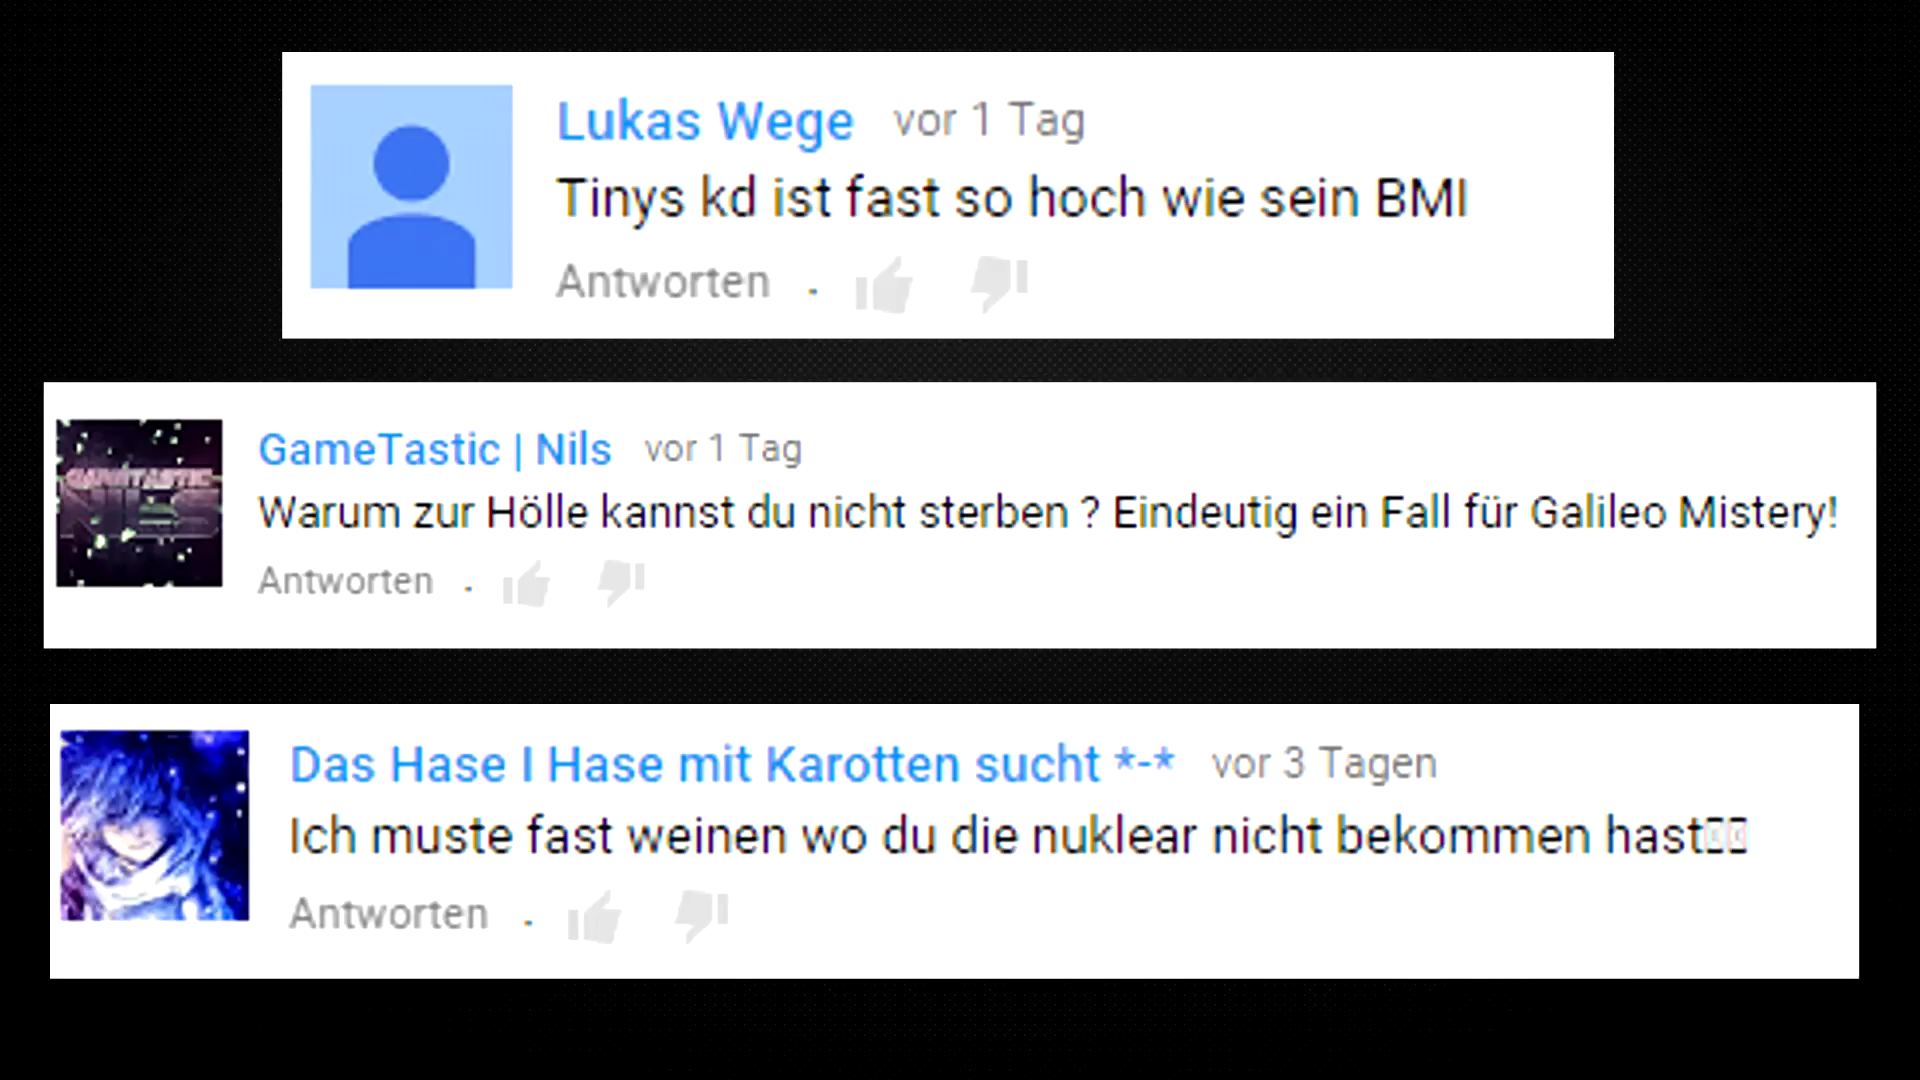 Lukas Wege vor 1 Tag
Tinys kd ist fast so hoch wie sein BMI
Antworten .
GAMETASTIC
NILS
GameTastic | Nils vor 1 Tag
Warum zur Hölle kannst du nicht sterben ? Eindeutig ein Fall für Galileo Mistery!
Antworten .
Das Hase I Hase mit Karotten sucht *-* vor 3 Tagen
Ich muste fast weinen wo du die nuklear nicht bekommen hast
Antworten .